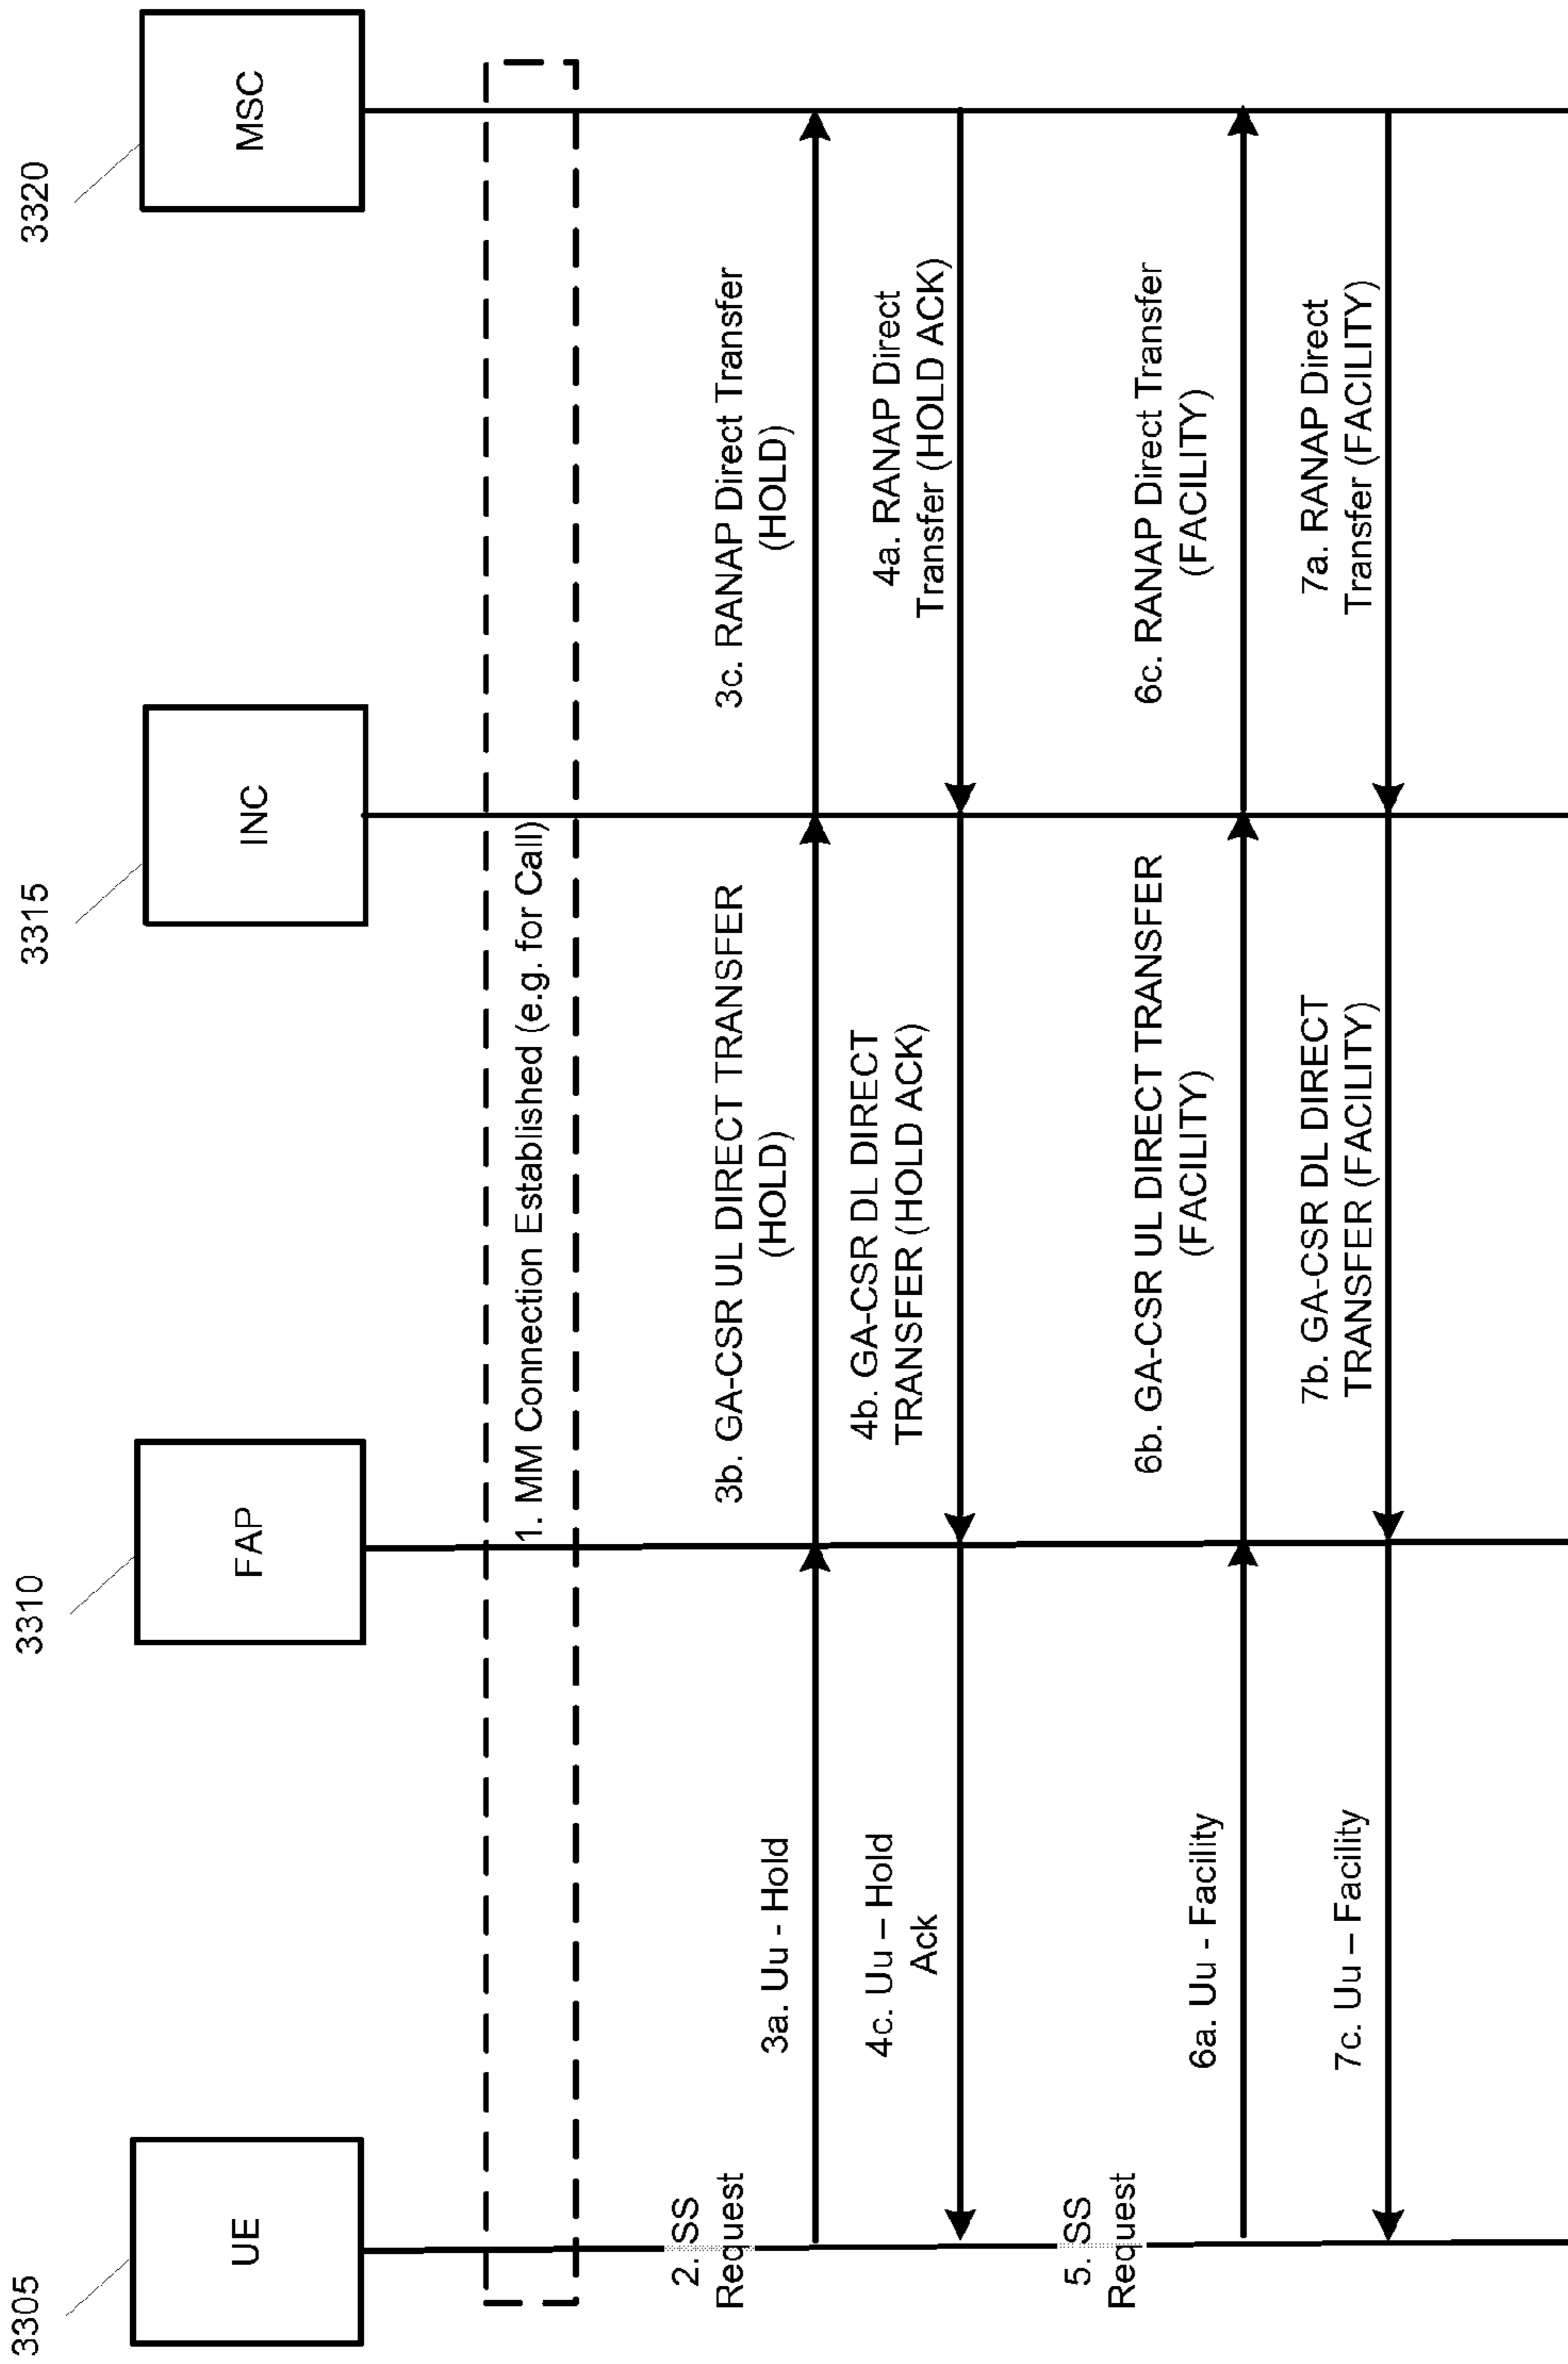 3305
3310
3315
3320
UE
FAP
INC
MSC
1. MM Connection Established (e.g. for Call)
2. SS
Request
3a. Uu - Hold
3b. GA-CSR UL DIRECT TRANSFER
(HOLD)
3c. RANAP Direct Transfer
(HOLD)
4c. Uu – Hold
Ack
4b. GA-CSR DL DIRECT
TRANSFER (HOLD ACK)
4a. RANAP Direct
Transfer (HOLD ACK)
5. SS
Request
6a. Uu - Facility
6b. GA-CSR UL DIRECT TRANSFER
(FACILITY)
6c. RANAP Direct Transfer
(FACILITY)
7c. Uu – Facility
7b. GA-CSR DL DIRECT
TRANSFER (FACILITY)
7a. RANAP Direct
Transfer (FACILITY)